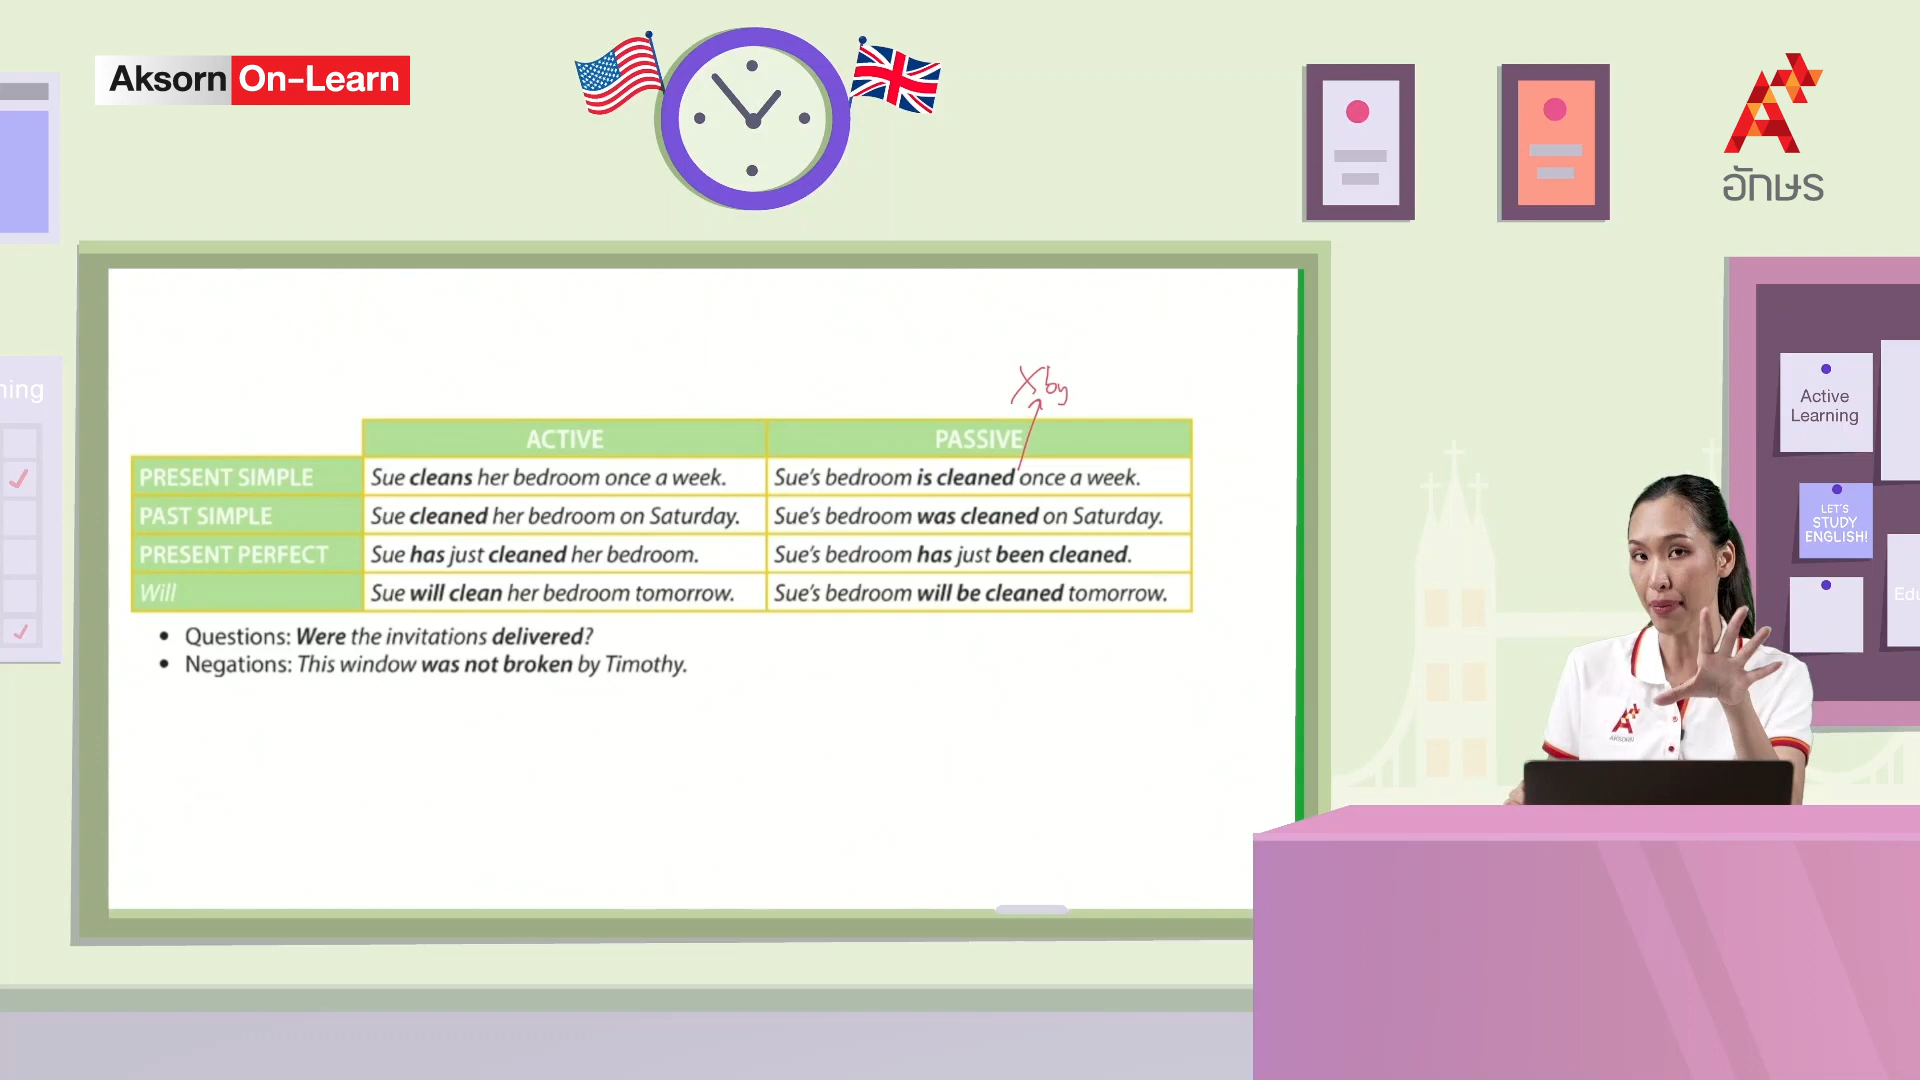 Aksorn On-Learn
อักษร
ning
X by
ACTIVE PASSIVE
PRESENT SIMPLE Sue cleans her bedroom once a week. Sue's bedroom is cleaned once a week.
PAST SIMPLE Sue cleaned her bedroom on Saturday. Sue's bedroom was cleaned on Saturday.
PRESENT PERFECT Sue has just cleaned her bedroom. Sue's bedroom has just been cleaned.
Will Sue will clean her bedroom tomorrow. Sue's bedroom will be cleaned tomorrow.
• Questions: Were the invitations delivered?
• Negations: This window was not broken by Timothy.
Active
Learning
LET'S
STUDY
ENGLISH!
Edu
AKSORN